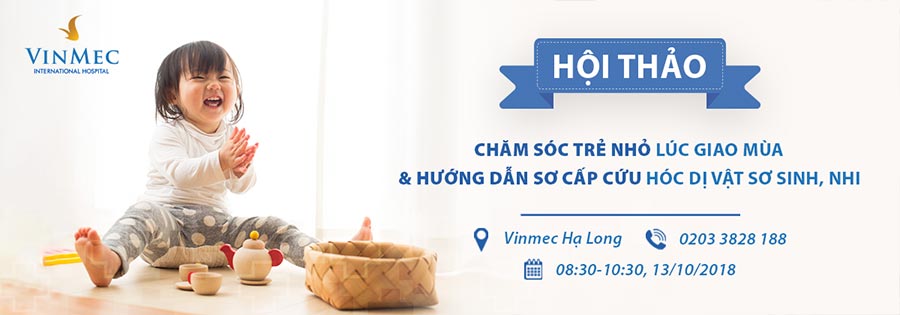 VINMEC
INTERNATIONAL HOSPITAL
HỘI THẢO
CHĂM SÓC TRẺ NHỎ LÚC GIAO MÙA
& HƯỚNG DẪN SƠ CẤP CỨU HÓC DỊ VẬT SƠ SINH, NHI
Vinmec Hạ Long 0203 3828 188
08:30-10:30, 13/10/2018